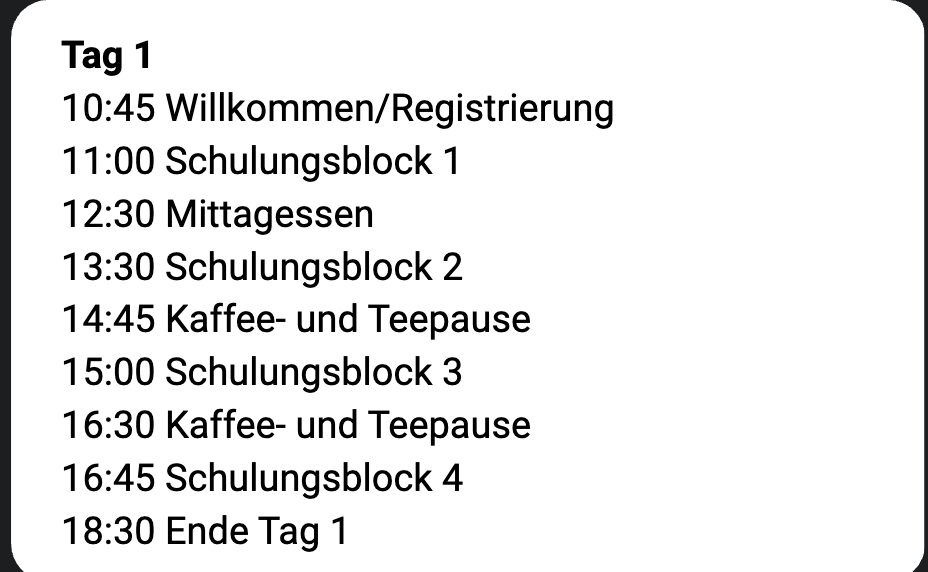 Tag 1
10:45 Willkommen/Registrierung
11:00 Schulungsblock 1
12:30 Mittagessen
13:30 Schulungsblock 2
14:45 Kaffee- und Teepause
15:00 Schulungsblock 3
16:30 Kaffee- und Teepause
16:45 Schulungsblock 4
18:30 Ende Tag 1